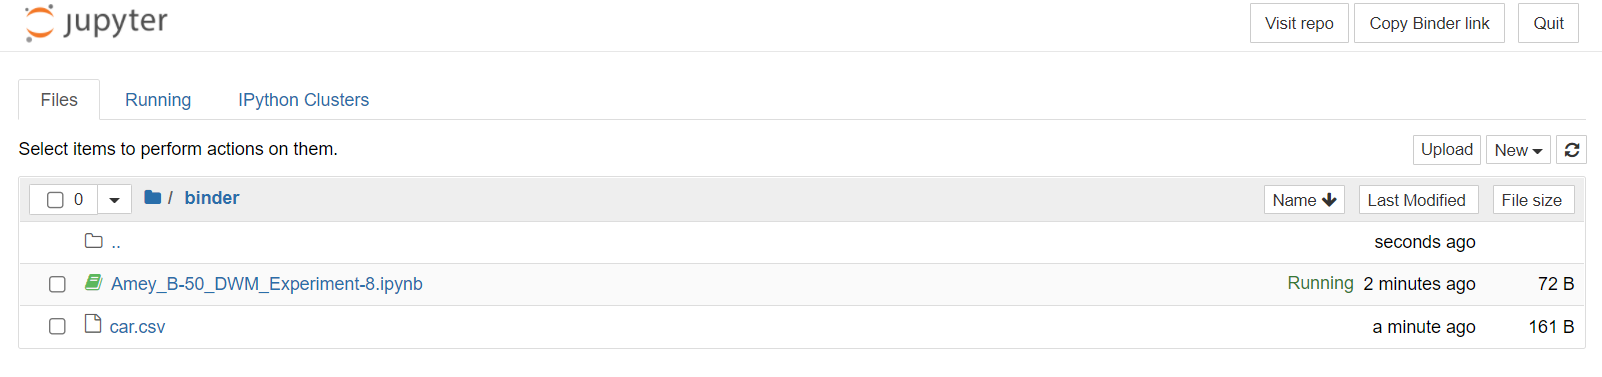 jupyter Visit repo Copy Binder link Quit
Files Running IPython Clusters
Select items to perform actions on them. Upload New
0 / binder Name Last Modified File size
.. seconds ago
Amey_B-50_DWM_Experiment-8.ipynb Running 2 minutes ago 72 B
car.csv a minute ago 161 B